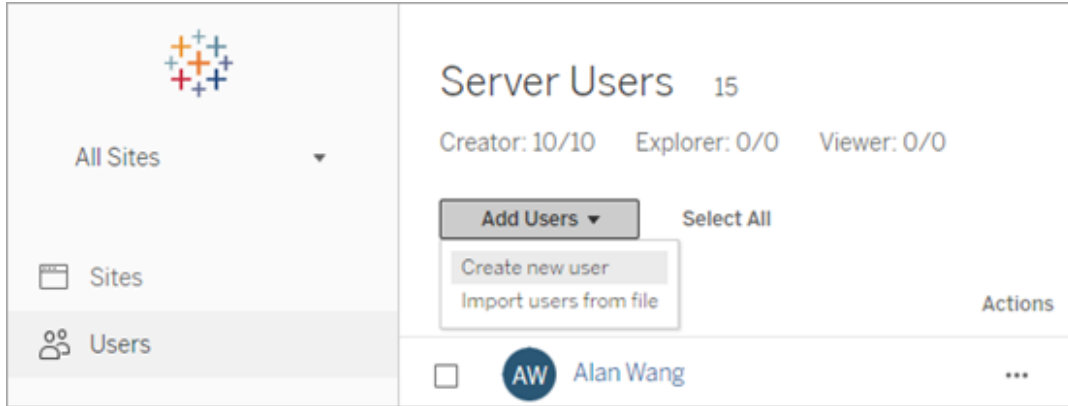 Server Users 15
Creator: 10/10 Explorer: 0/0 Viewer: 0/0
All Sites
Add Users Select All
Create new user
Import users from file
Sites
Actions
Users
AW Alan Wang